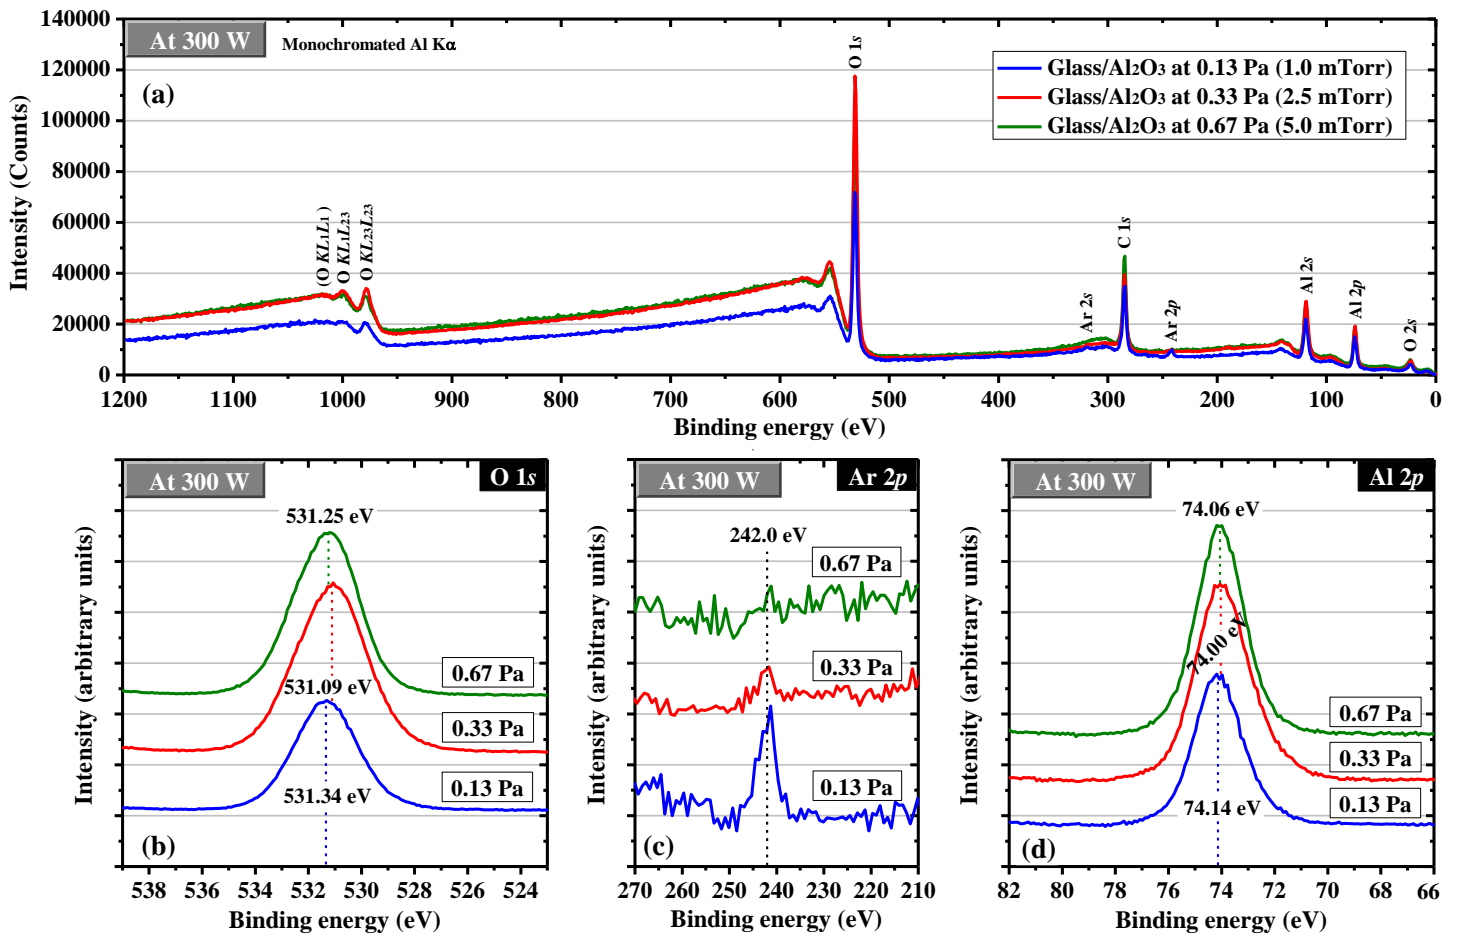 140000
120000
100000
80000
60000
40000
20000
0
Intensity (Counts)
At 300 W
Monochromated Al Kα
(a)
O 1s
Glass/Al2O3 at 0.13 Pa (1.0 mTorr)
Glass/Al2O3 at 0.33 Pa (2.5 mTorr)
Glass/Al2O3 at 0.67 Pa (5.0 mTorr)
(O KL1L1)
O KL1L23
O KL23L23
Ar 2s
C 1s
Ar 2p
Al 2s
Al 2p
O 2s
1200 1100 1000 900 800 700 600 500 400 300 200 100 0
Binding energy (eV)
Intensity (arbitrary units)
At 300 W
O 1s
531.25 eV
0.67 Pa
531.09 eV
0.33 Pa
0.13 Pa
531.34 eV
(b)
538 536 534 532 530 528 526 524
Binding energy (eV)
Intensity (arbitrary units)
At 300 W
Ar 2p
242.0 eV
0.67 Pa
0.33 Pa
0.13 Pa
(c)
270 260 250 240 230 220 210
Binding energy (eV)
Intensity (arbitrary units)
At 300 W
Al 2p
74.06 eV
74.00 eV
0.67 Pa
0.33 Pa
0.13 Pa
74.14 eV
(d)
82 80 78 76 74 72 70 68 66
Binding energy (eV)